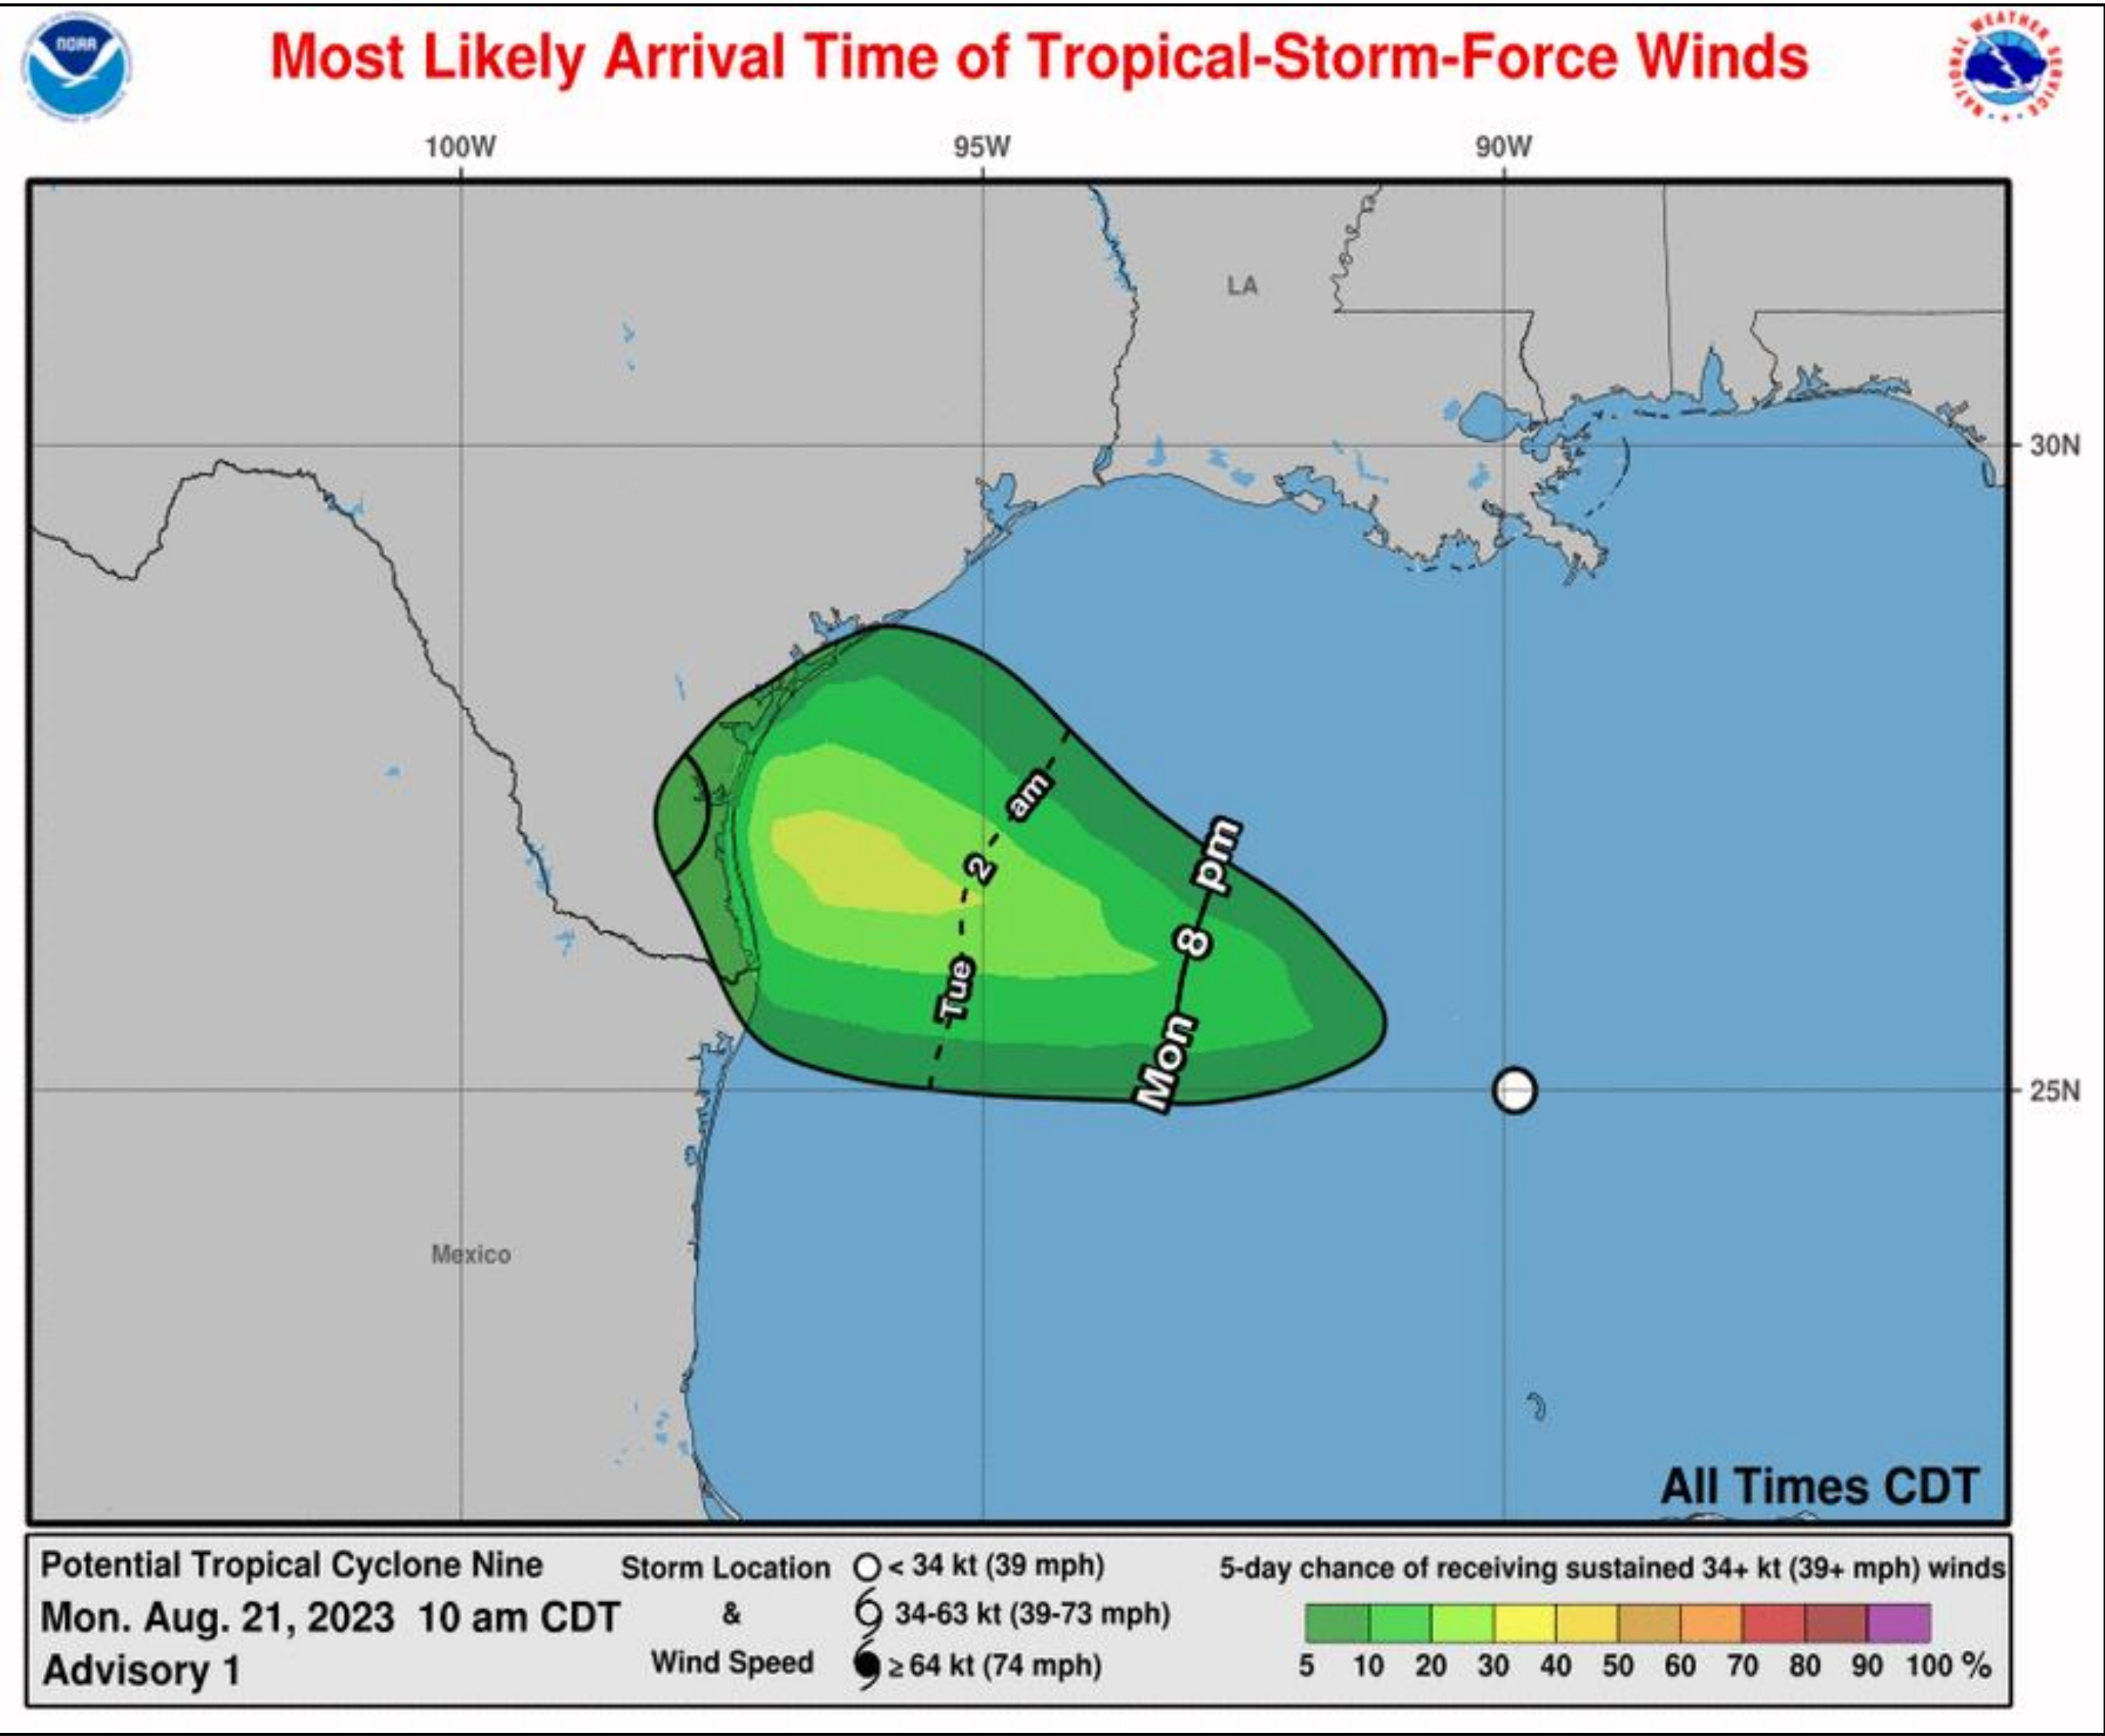 NOAA
Most Likely Arrival Time of Tropical-Storm-Force Winds
NATIONAL WEATHER SERVICE
100W 95W 90W
LA
30N
am
2
Tue
pm
8
Mon
25N
Mexico
All Times CDT
Potential Tropical Cyclone Nine
Mon. Aug. 21, 2023 10 am CDT
Advisory 1
Storm Location
&
Wind Speed
< 34 kt (39 mph)
34-63 kt (39-73 mph)
≥ 64 kt (74 mph)
5-day chance of receiving sustained 34+ kt (39+ mph) winds
5 10 20 30 40 50 60 70 80 90 100 %